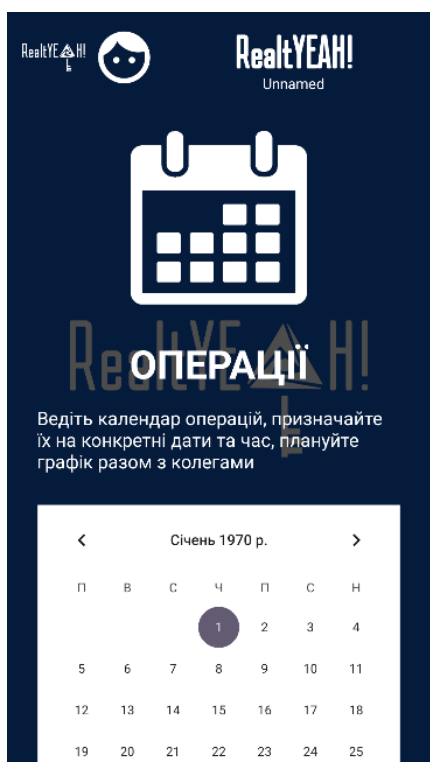 RealtYEAH!
RealtYEAH!
Unnamed
RealtYEAH!
ОПЕРАЦІЇ
Ведіть календар операцій, призначайте
їх на конкретні дати та час, плануйте
графік разом з колегами
Січень 1970 р.
П В С Ч П С Н
1 2 3 4
5 6 7 8 9 10 11
12 13 14 15 16 17 18
19 20 21 22 23 24 25